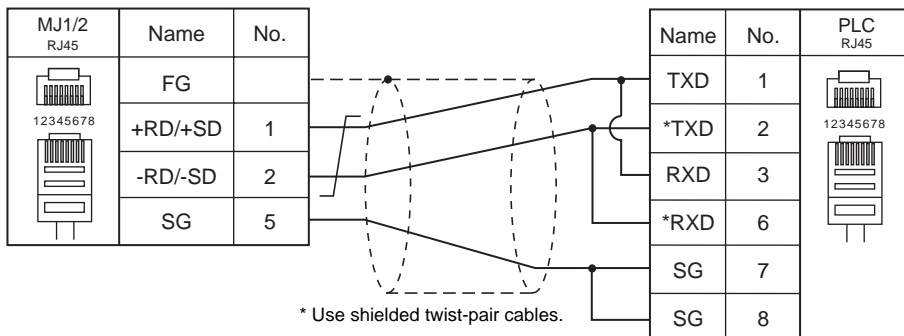 MJ1/2
RJ45
Name No.
12345678
FG
+RD/+SD 1
-RD/-SD 2
SG 5
* Use shielded twist-pair cables.
Name No.
PLC
RJ45
12345678
TXD 1
*TXD 2
RXD 3
*RXD 6
SG 7
SG 8